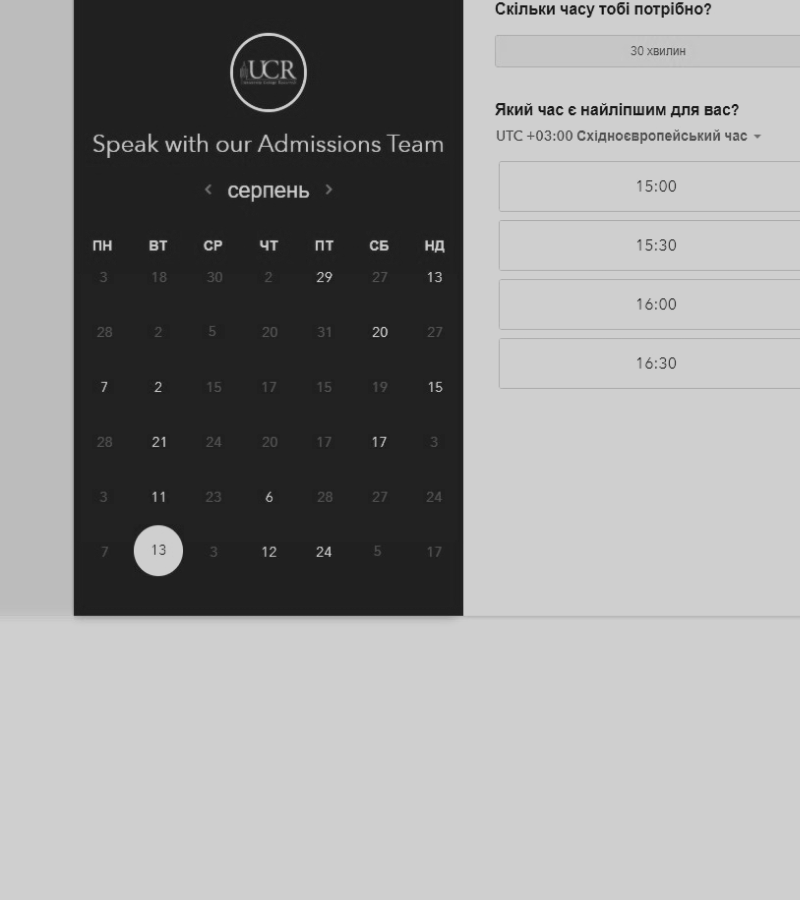 Скільки часу тобі потрібно?
30 хвилин
UCR
Speak with our Admissions Team
серпень
ПН ВТ СР ЧТ ПТ СБ НД
3 18 30 2 29 27 13
28 2 5 20 31 20 27
7 2 15 17 15 19 15
28 21 24 20 17 17 3
3 11 23 6 28 27 24
7 13 3 12 24 5 17
Який час є найліпшим для вас?
UTC +03:00 Східноєвропейський час
15:00
15:30
16:00
16:30